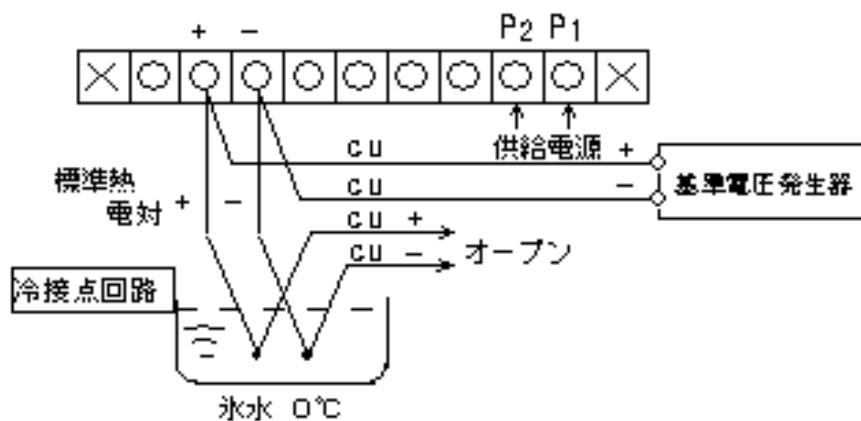 + − P2 P1
CU 供給電源 +
CU −
基準電圧発生器
標準熱
電対 + −
CU +
CU − オープン
冷接点回路
氷水 0℃